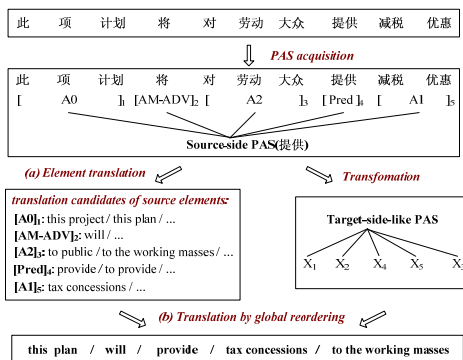 此 项 计划 将 对 劳动 大众 提供 减税 优惠
PAS acquisition
此 项 计划 将 对 劳动 大众 提供 减税 优惠
[ A0 ]1 [AM-ADV]2 [ A2 ]3 [Pred]4 [ A1 ]5
Source-side PAS(提供)
(a) Element translation Transfomation
translation candidates of source elements:
[A0]1: this project / this plan / ...
[AM-ADV]2: will / ...
[A2]3: to public / to the working masses / ...
[Pred]4: provide / to provide / ...
[A1]5: tax concessions / ...
Target-side-like PAS
X1 X2 X4 X5 X3
(b) Translation by global reordering
this plan / will / provide / tax concessions / to the working masses